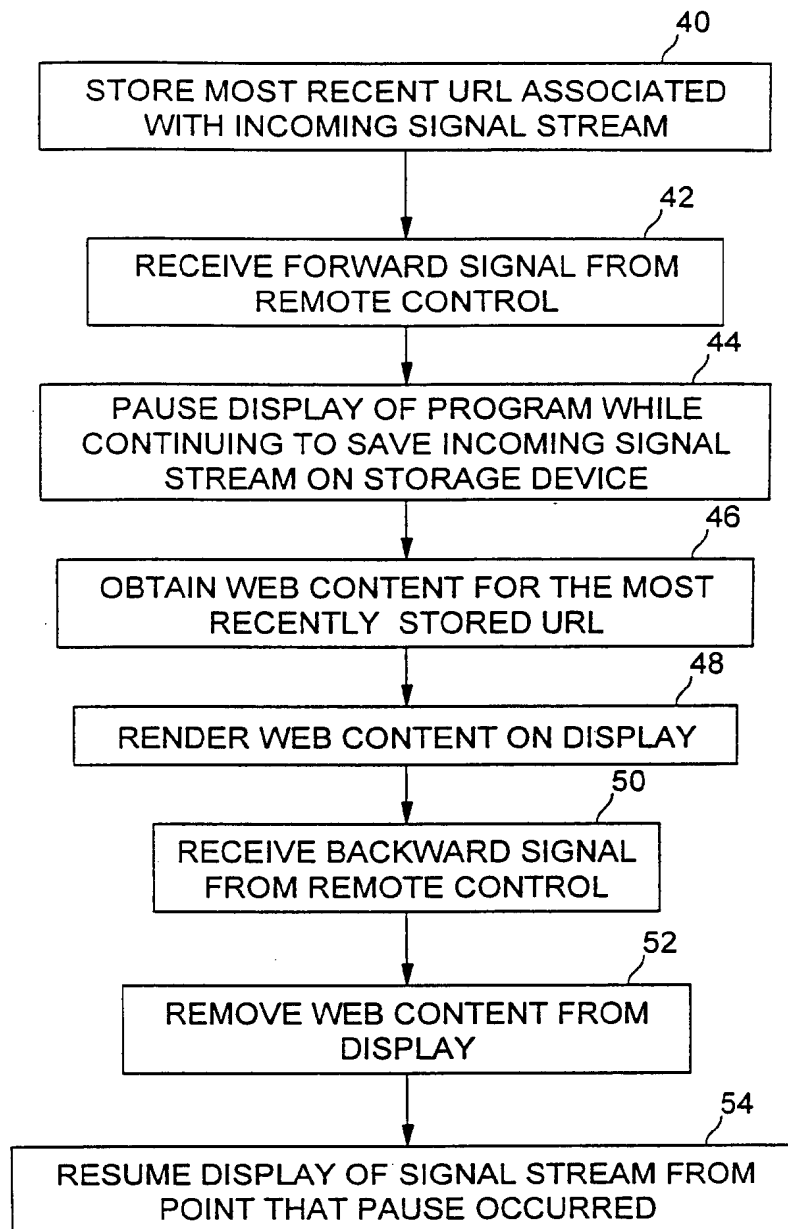 40
STORE MOST RECENT URL ASSOCIATED
WITH INCOMING SIGNAL STREAM
42
RECEIVE FORWARD SIGNAL FROM
REMOTE CONTROL
44
PAUSE DISPLAY OF PROGRAM WHILE
CONTINUING TO SAVE INCOMING SIGNAL
STREAM ON STORAGE DEVICE
46
OBTAIN WEB CONTENT FOR THE MOST
RECENTLY STORED URL
48
RENDER WEB CONTENT ON DISPLAY
50
RECEIVE BACKWARD SIGNAL
FROM REMOTE CONTROL
52
REMOVE WEB CONTENT FROM
DISPLAY
54
RESUME DISPLAY OF SIGNAL STREAM FROM
POINT THAT PAUSE OCCURRED